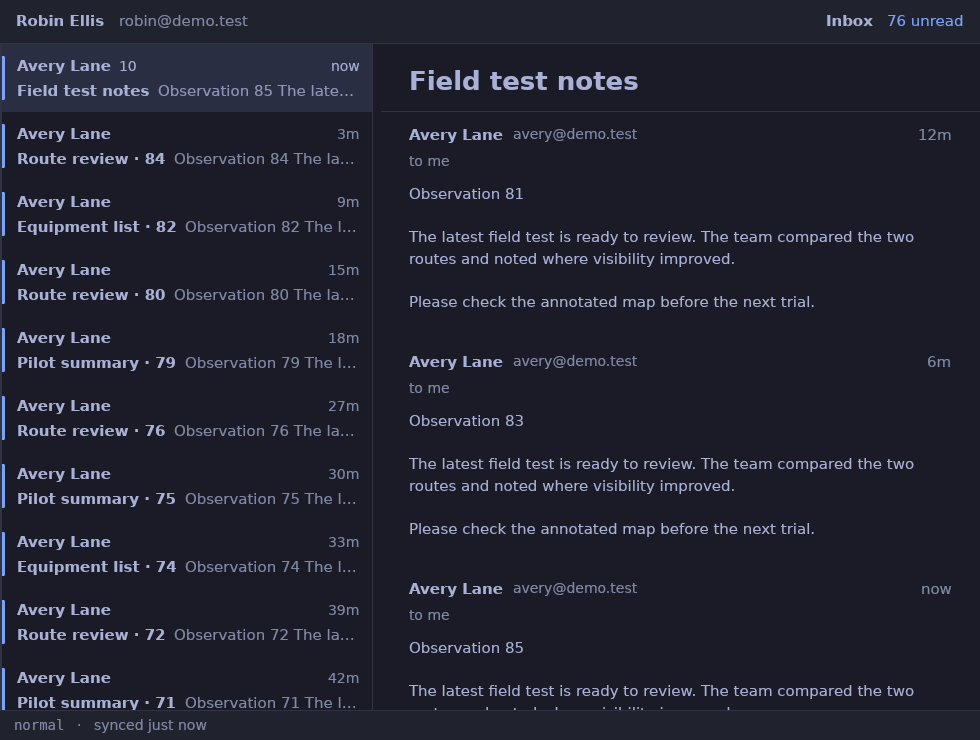 Robin Ellis robin@demo.test Inbox 76 unread
Avery Lane 10 now
Field test notes Observation 85 The late…
Avery Lane 3m
Route review · 84 Observation 84 The la…
Avery Lane 9m
Equipment list · 82 Observation 82 The l…
Avery Lane 15m
Route review · 80 Observation 80 The la…
Avery Lane 18m
Pilot summary · 79 Observation 79 The l…
Avery Lane 27m
Route review · 76 Observation 76 The la…
Avery Lane 30m
Pilot summary · 75 Observation 75 The l…
Avery Lane 33m
Equipment list · 74 Observation 74 The l…
Avery Lane 39m
Route review · 72 Observation 72 The la…
Avery Lane 42m
Pilot summary · 71 Observation 71 The l…
Field test notes
Avery Lane avery@demo.test 12m
to me
Observation 81
The latest field test is ready to review. The team compared the two
routes and noted where visibility improved.
Please check the annotated map before the next trial.
Avery Lane avery@demo.test 6m
to me
Observation 83
The latest field test is ready to review. The team compared the two
routes and noted where visibility improved.
Please check the annotated map before the next trial.
Avery Lane avery@demo.test now
to me
Observation 85
The latest field test is ready to review. The team compared the two
normal · synced just now